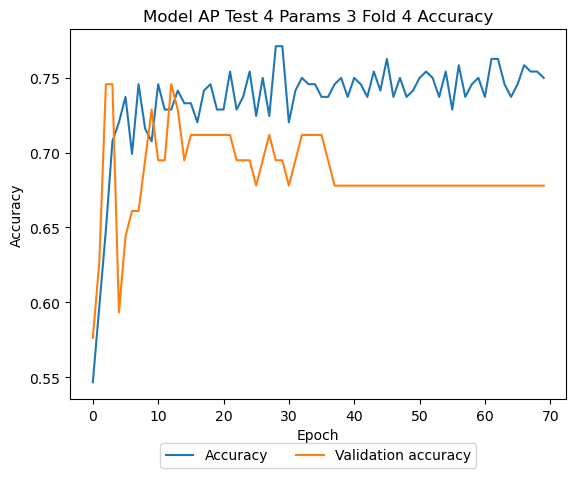 Model AP Test 4 Params 3 Fold 4 Accuracy
0.75
0.70
0.65
0.60
0.55
Accuracy
0 10 20 30 40 50 60 70
Epoch
Accuracy Validation accuracy